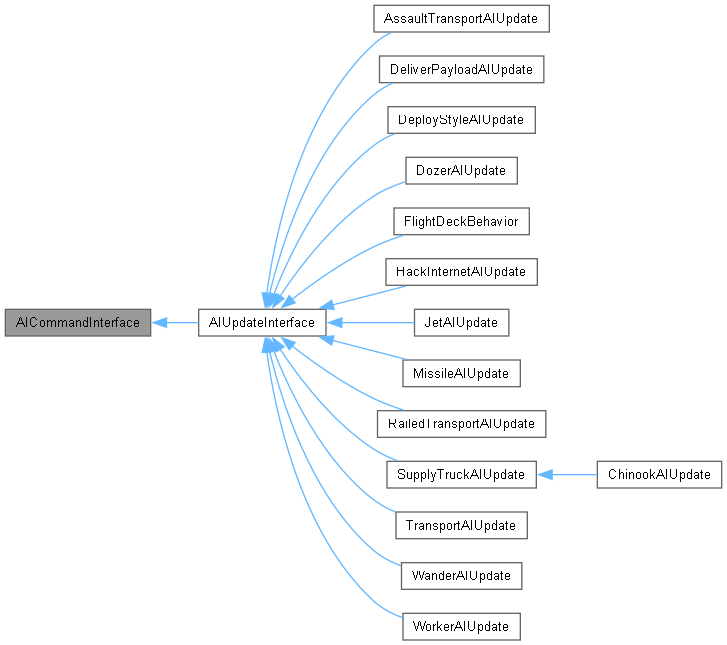 AssaultTransportAIUpdate
DeliverPayloadAIUpdate
DeployStyleAIUpdate
DozerAIUpdate
FlightDeckBehavior
HackInternetAIUpdate
AICommandInterface
AIUpdateInterface
JetAIUpdate
MissileAIUpdate
RailedTransportAIUpdate
SupplyTruckAIUpdate
ChinookAIUpdate
TransportAIUpdate
WanderAIUpdate
WorkerAIUpdate